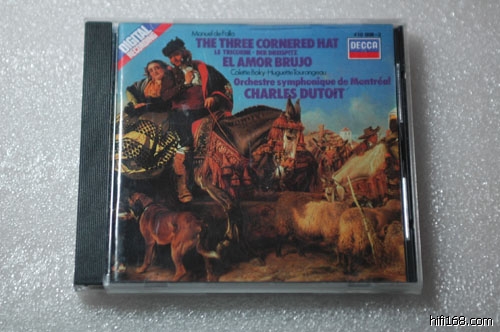 DIGITAL
RECORDING
Manuel de Falla
THE THREE CORNERED HAT
LE TRICORNE · DER DREISPITZ
EL AMOR BRUJO
Colette Boky · Huguette Tourangeau
Orchestre symphonique de Montréal
CHARLES DUTOIT
DECCA
hifi168.com